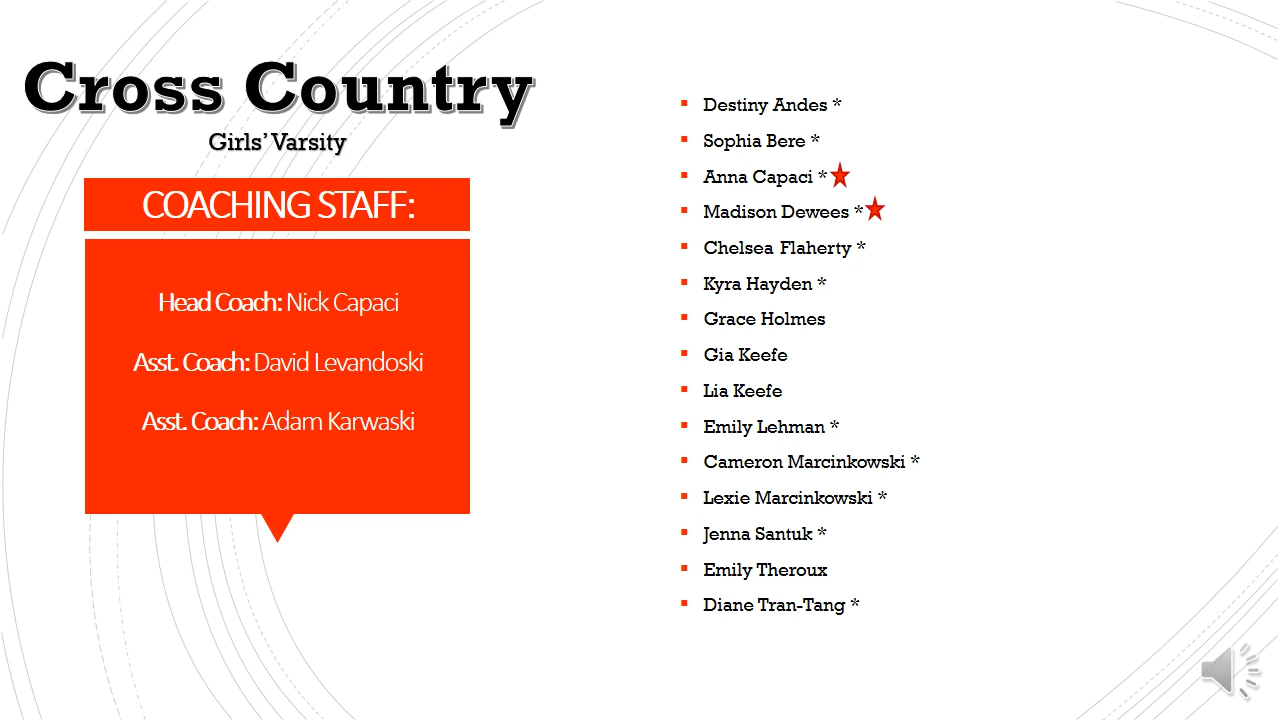 Cross Country
Girls' Varsity
COACHING STAFF:
Head Coach: Nick Capaci
Asst. Coach: David Levandoski
Asst. Coach: Adam Karwaski
Destiny Andes *
Sophia Bere *
Anna Capaci *
Madison Dewees *
Chelsea Flaherty *
Kyra Hayden *
Grace Holmes
Gia Keefe
Lia Keefe
Emily Lehman *
Cameron Marcinkowski *
Lexie Marcinkowski *
Jenna Santuk *
Emily Theroux
Diane Tran-Tang *